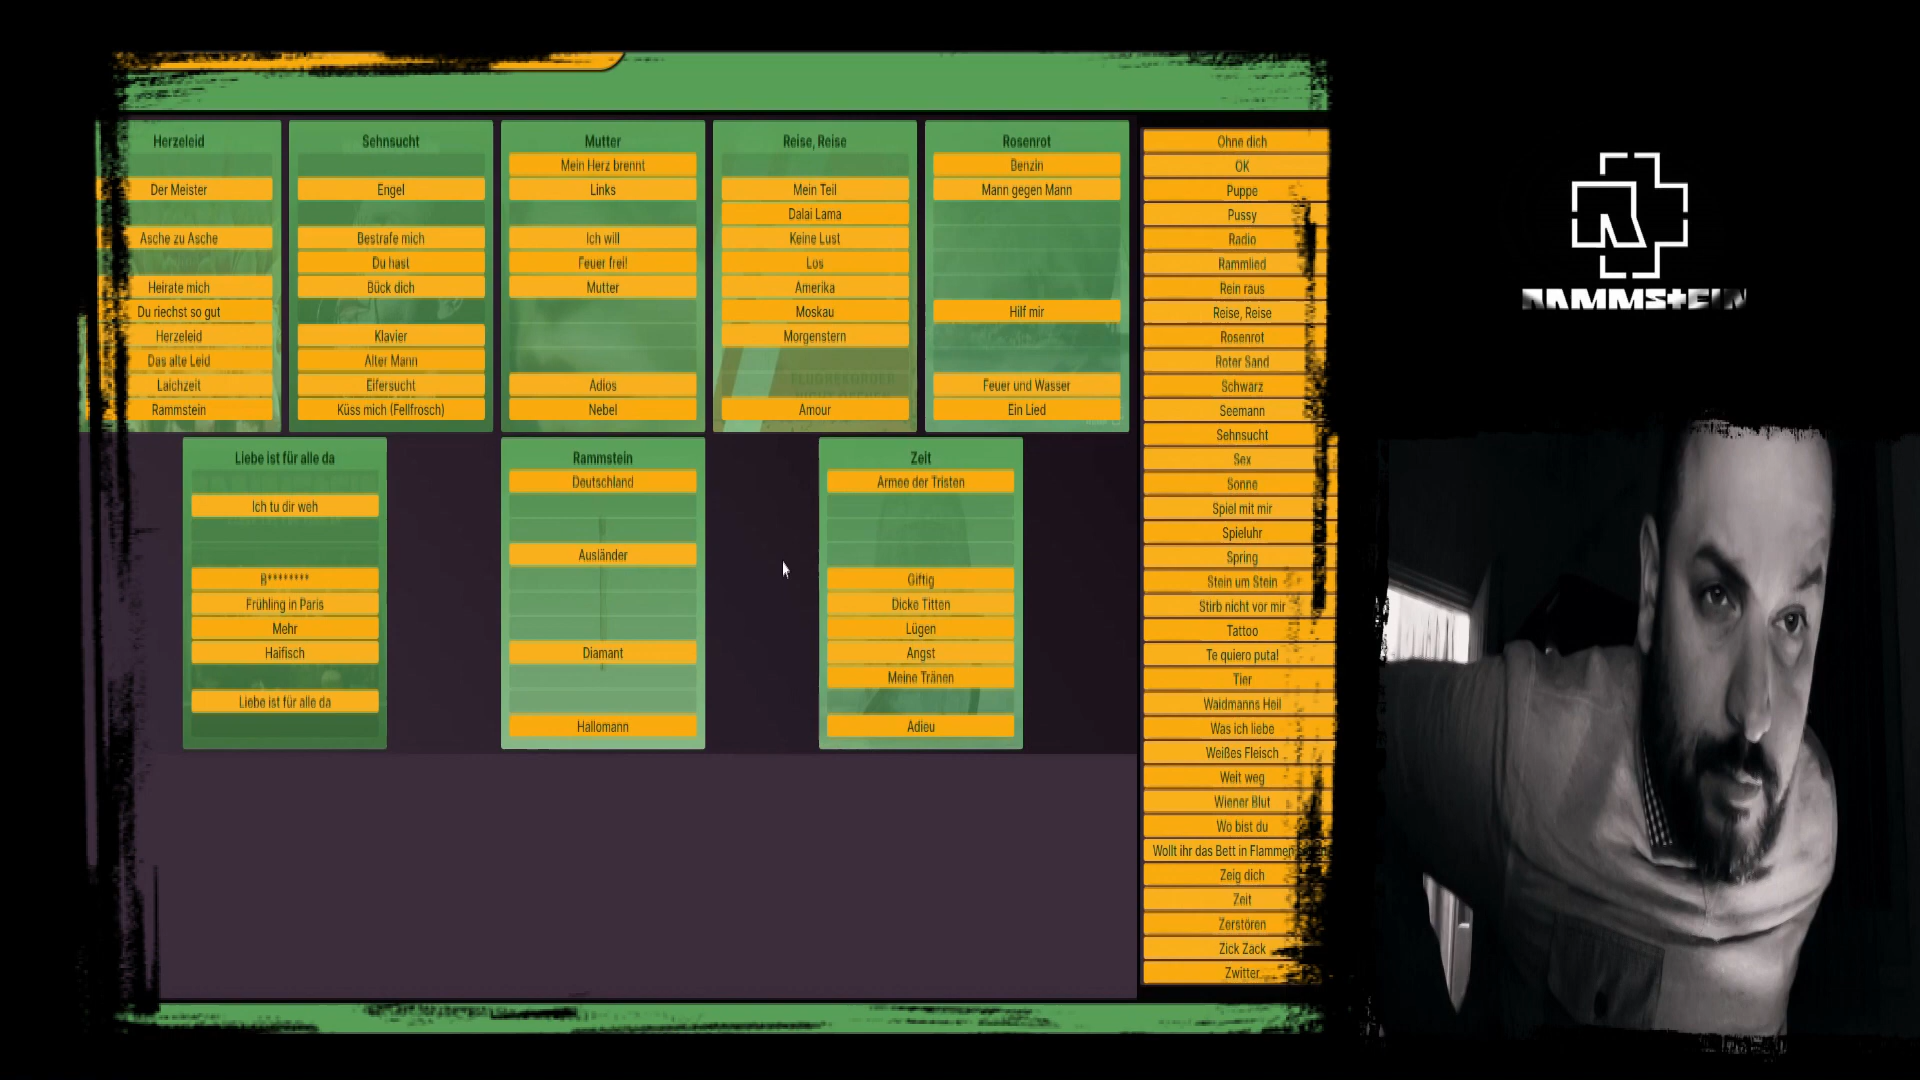 Herzeleid
Der Meister
Asche zu Asche
Heirate mich
Du riechst so gut
Herzeleid
Das alte Leid
Laichzeit
Rammstein
Sehnsucht
Engel
Bestrafe mich
Du hast
Bück dich
Klavier
Alter Mann
Eifersucht
Küss mich (Fellfrosch)
Mutter
Mein Herz brennt
Links
Ich will
Feuer frei!
Mutter
Adios
Nebel
Reise, Reise
Mein Teil
Dalai Lama
Keine Lust
Los
Amerika
Moskau
Morgenstern
Amour
Rosenrot
Benzin
Mann gegen Mann
Hilf mir
Feuer und Wasser
Ein Lied
Liebe ist für alle da
Ich tu dir weh
B********
Frühling in Paris
Mehr
Haifisch
Liebe ist für alle da
Rammstein
Deutschland
Ausländer
Diamant
Hallomann
Zeit
Armee der Tristen
Giftig
Dicke Titten
Lügen
Angst
Meine Tränen
Adieu
Ohne dich
OK
Puppe
Pussy
Radio
Rammlied
Rein raus
Reise, Reise
Rosenrot
Roter Sand
Schwarz
Seemann
Sehnsucht
Sex
Sonne
Spiel mit mir
Spieluhr
Spring
Stein um Stein
Stirb nicht vor mir
Tattoo
Te quiero puta!
Tier
Waidmanns Heil
Was ich liebe
Weißes Fleisch
Weit weg
Wiener Blut
Wo bist du
Wollt ihr das Bett in Flammen
Zeig dich
Zeit
Zerstören
Zick Zack
Zwitter
RAMMSTEIN